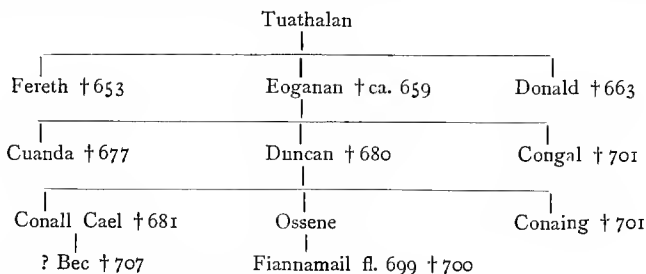 Tuathalan
Fereth †653 Eoganan †ca. 659 Donald †663
Cuanda †677 Duncan †680 Congal †701
Conall Cael †681 Ossene Conaing †701
? Bec †707 Fiannamail fl. 699 †700